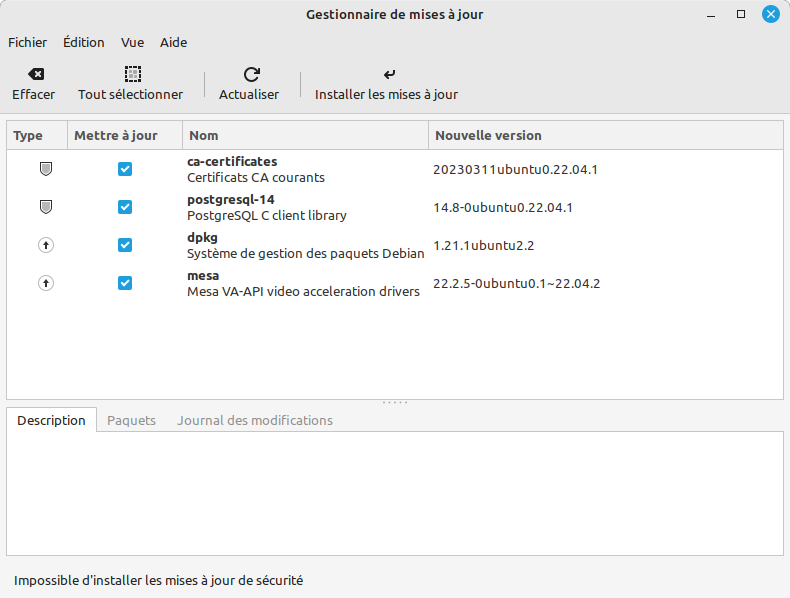 Gestionnaire de mises à jour
Fichier Édition Vue Aide
Effacer Tout sélectionner Actualiser Installer les mises à jour
Type Mettre à jour Nom Nouvelle version
ca-certificates
Certificats CA courants
20230311ubuntu0.22.04.1
postgresql-14
PostgreSQL C client library
14.8-0ubuntu0.22.04.1
dpkg
Système de gestion des paquets Debian
1.21.1ubuntu2.2
mesa
Mesa VA-API video acceleration drivers
22.2.5-0ubuntu0.1~22.04.2
Description Paquets Journal des modifications
Impossible d'installer les mises à jour de sécurité